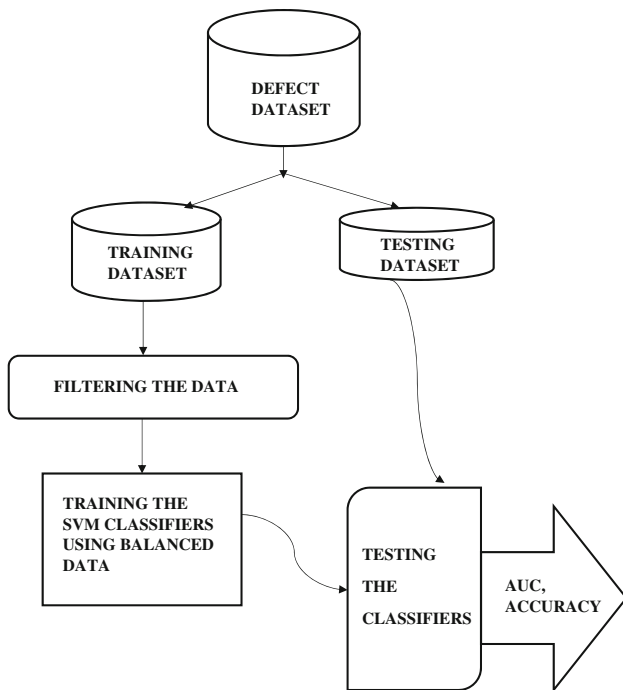 DEFECT
DATASET
TRAINING
DATASET
TESTING
DATASET
FILTERING THE DATA
TRAINING THE
SVM CLASSIFIERS
USING BALANCED
DATA
TESTING
THE
CLASSIFIERS
AUC,
ACCURACY